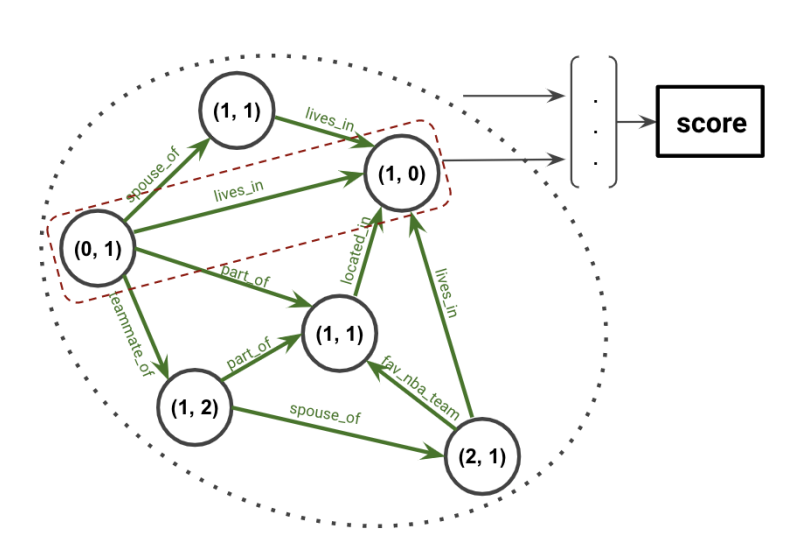 (1, 1)
lives_in
spouse_of
lives_in
(1, 0)
score
.
.
.
(0, 1)
part_of
located_in
lives_in
teammate_of
(1, 1)
part_of
fav_nba_team
(1, 2)
spouse_of
(2, 1)